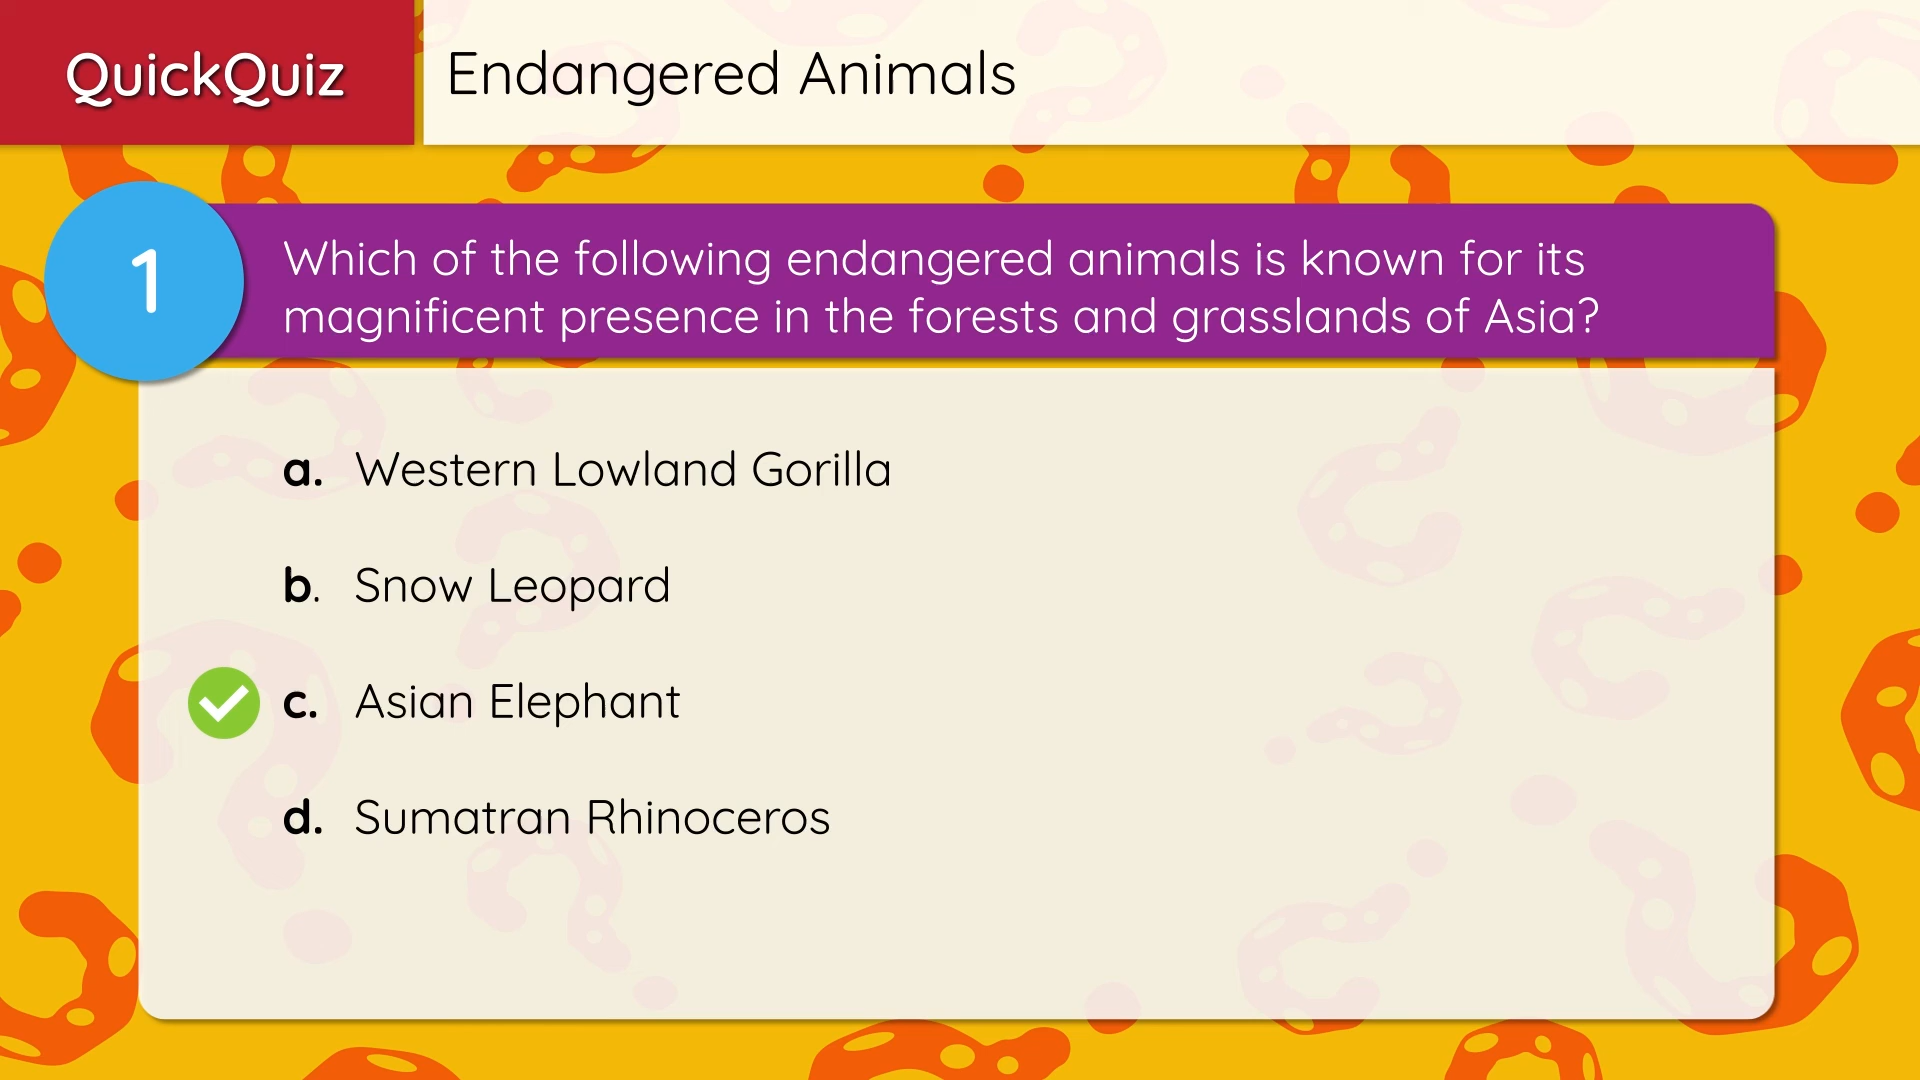 QuickQuiz
Endangered Animals
1
Which of the following endangered animals is known for its
magnificent presence in the forests and grasslands of Asia?
a. Western Lowland Gorilla
b. Snow Leopard
c. Asian Elephant
d. Sumatran Rhinoceros